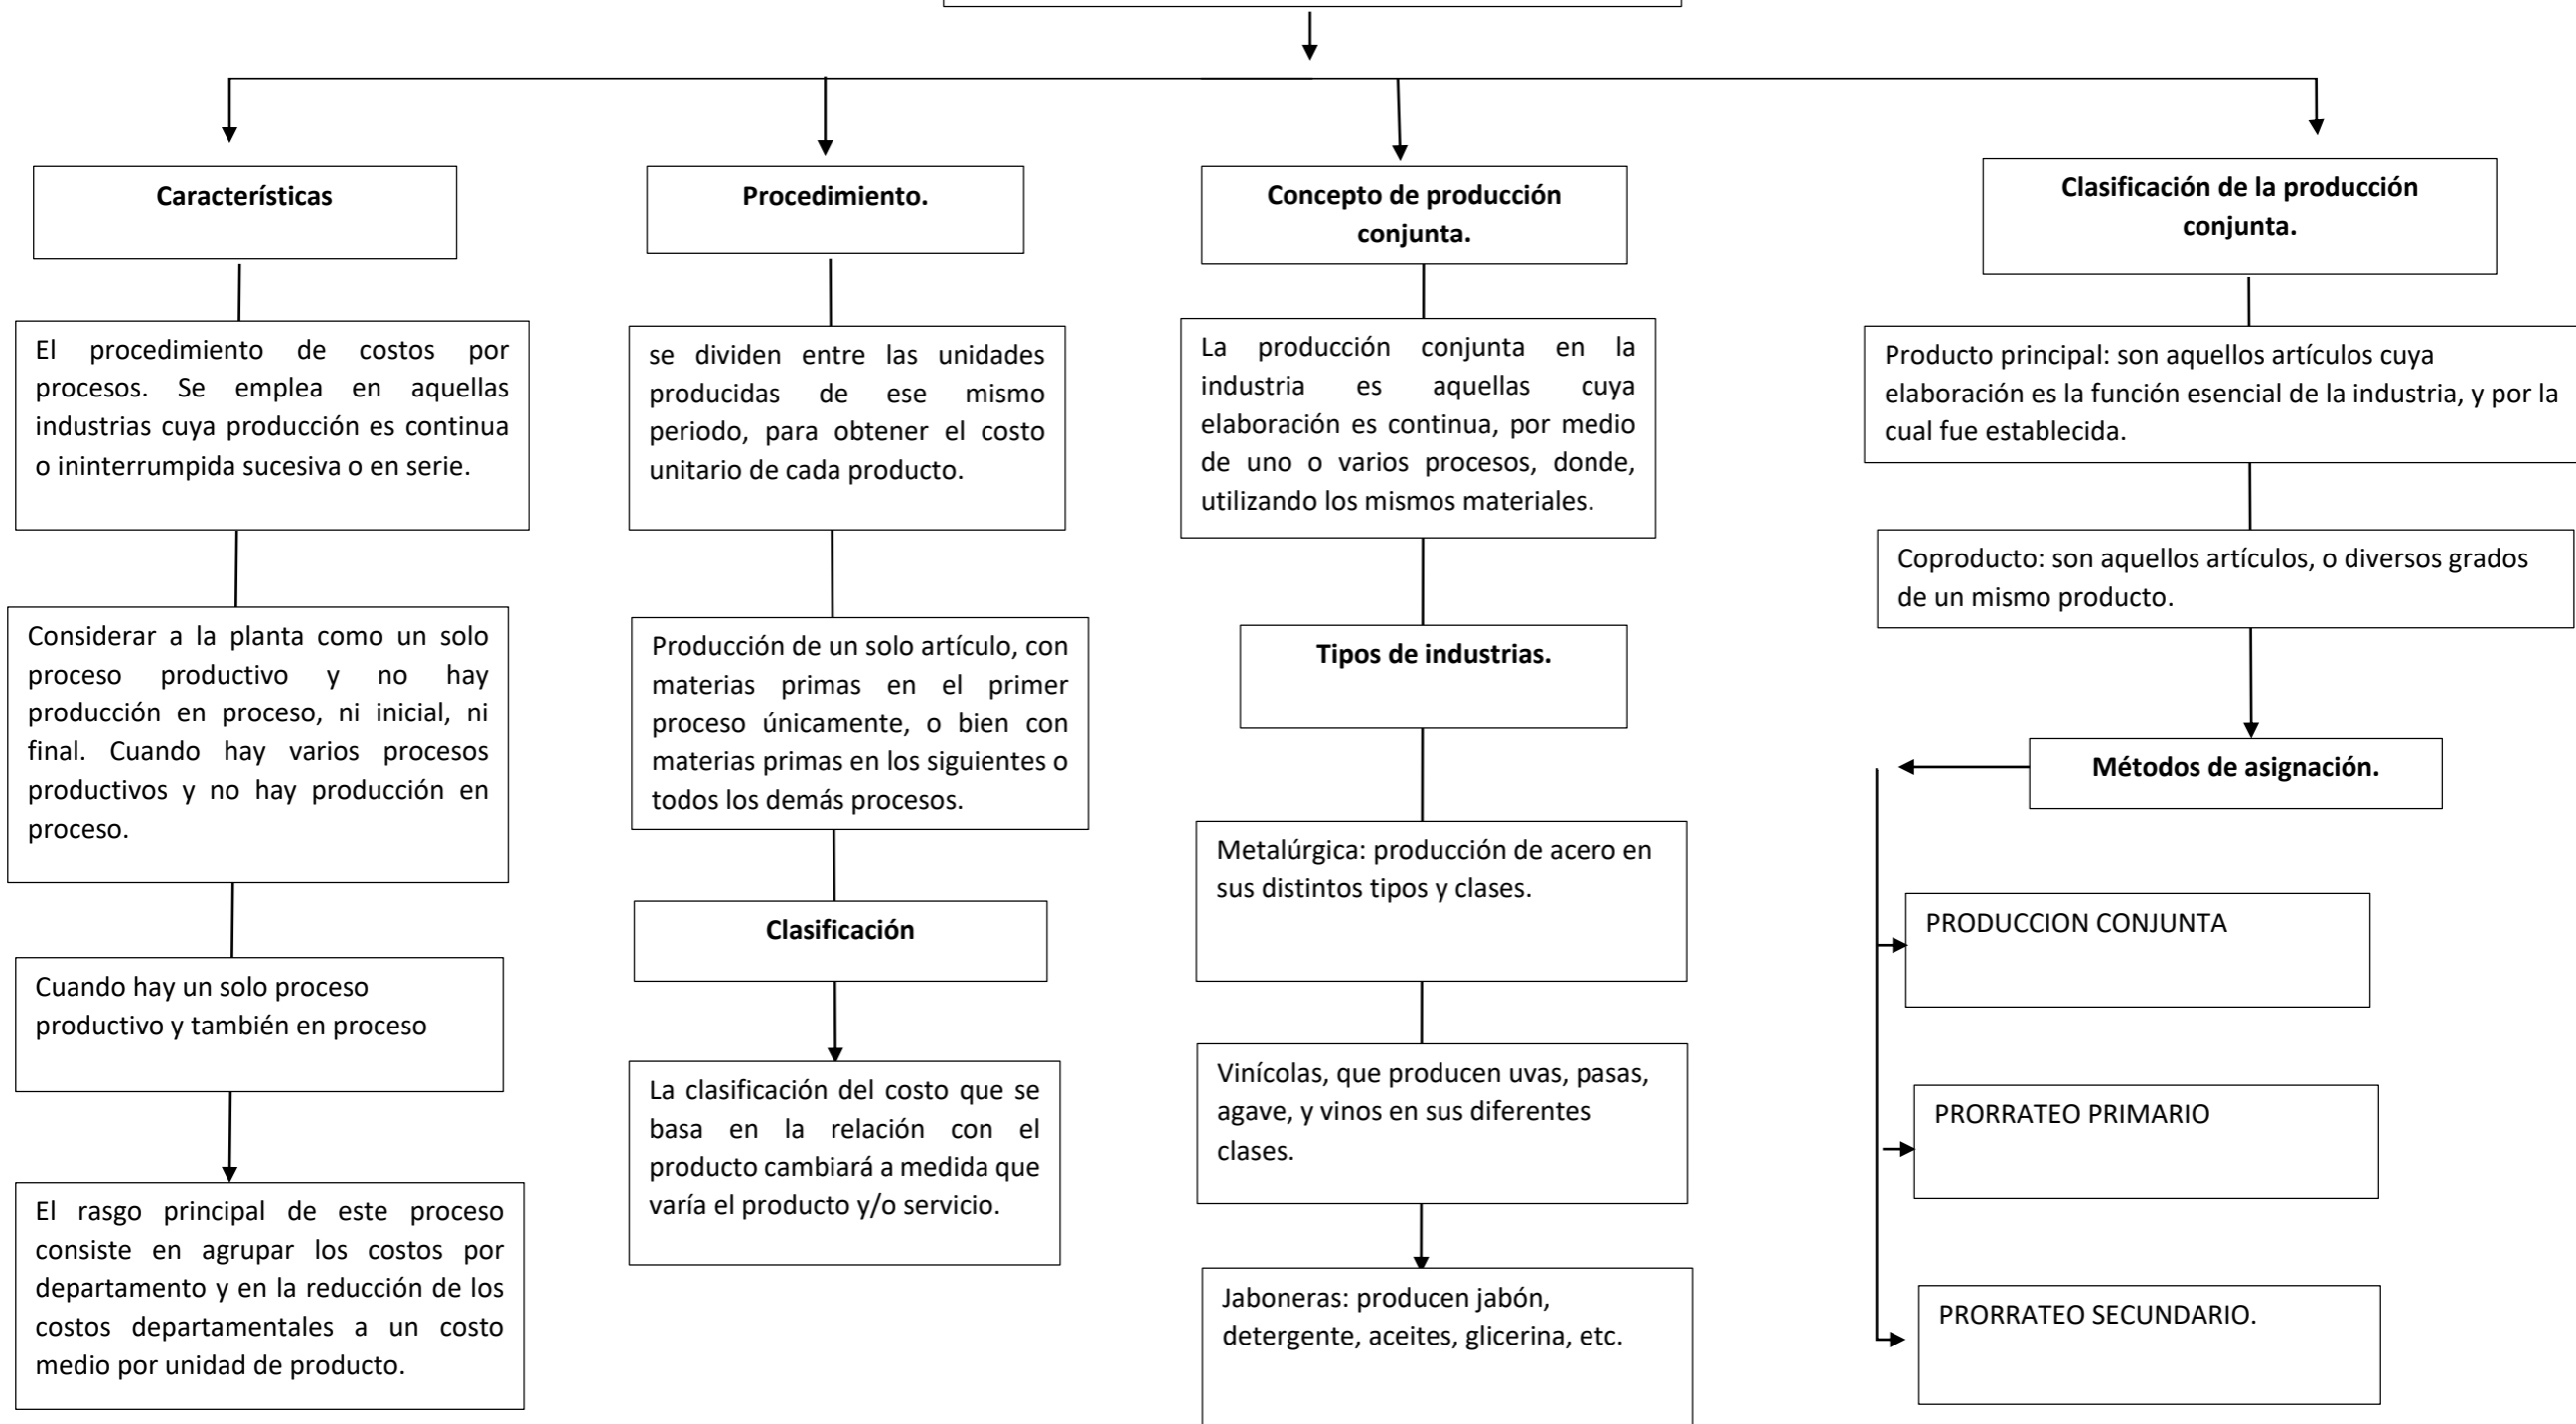 Características
El procedimiento de costos por
procesos. Se emplea en aquellas
industrias cuya producción es continua
o ininterrumpida sucesiva o en serie.
Considerar a la planta como un solo
proceso productivo y no hay
producción en proceso, ni inicial, ni
final. Cuando hay varios procesos
productivos y no hay producción en
proceso.
Cuando hay un solo proceso
productivo y también en proceso
El rasgo principal de este proceso
consiste en agrupar los costos por
departamento y en la reducción de los
costos departamentales a un costo
medio por unidad de producto.
Procedimiento.
se dividen entre las unidades
producidas de ese mismo
periodo, para obtener el costo
unitario de cada producto.
Producción de un solo artículo, con
materias primas en el primer
proceso únicamente, o bien con
materias primas en los siguientes o
todos los demás procesos.
Clasificación
La clasificación del costo que se
basa en la relación con el
producto cambiará a medida que
varía el producto y/o servicio.
Concepto de producción
conjunta.
La producción conjunta en la
industria es aquellas cuya
elaboración es continua, por medio
de uno o varios procesos, donde,
utilizando los mismos materiales.
Tipos de industrias.
Metalúrgica: producción de acero en
sus distintos tipos y clases.
Vinícolas, que producen uvas, pasas,
agave, y vinos en sus diferentes
clases.
Jaboneras: producen jabón,
detergente, aceites, glicerina, etc.
Clasificación de la producción
conjunta.
Producto principal: son aquellos artículos cuya
elaboración es la función esencial de la industria, y por la
cual fue establecida.
Coproducto: son aquellos artículos, o diversos grados
de un mismo producto.
Métodos de asignación.
PRODUCCION CONJUNTA
PRORRATEO PRIMARIO
PRORRATEO SECUNDARIO.